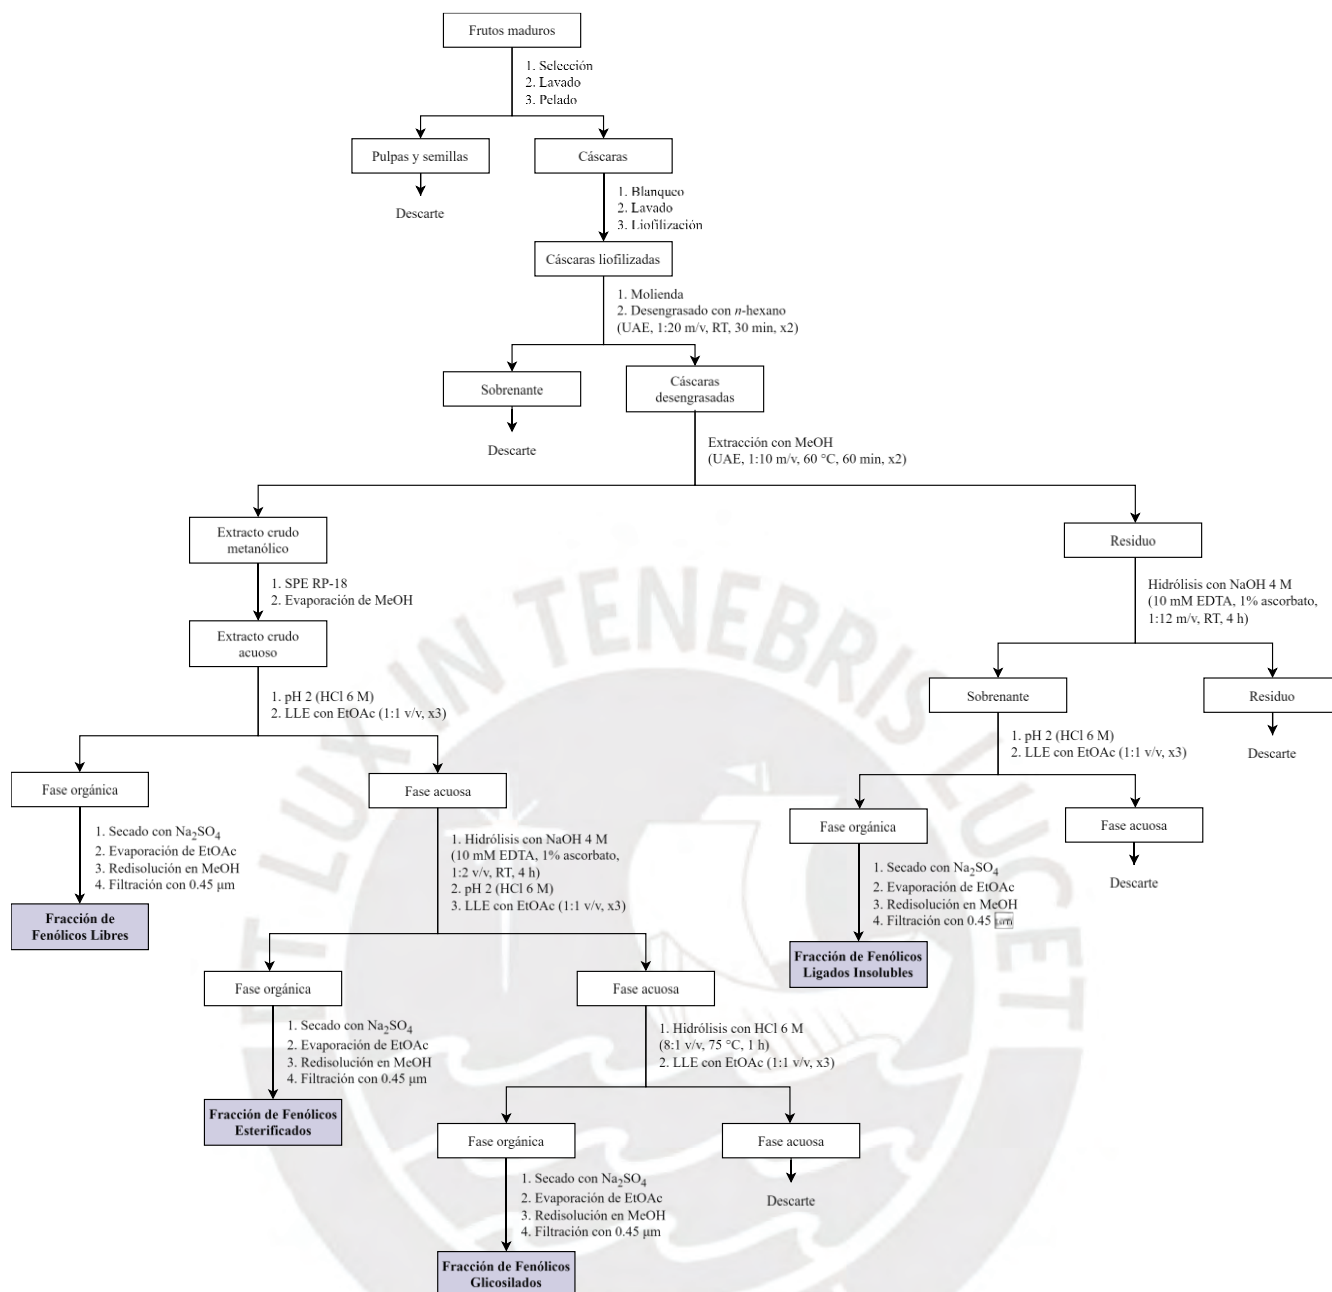 Frutos maduros
1. Selección
2. Lavado
3. Pelado
Pulpas y semillas
Cáscaras
Descarte
1. Blanqueo
2. Lavado
3. Liofilización
Cáscaras liofilizadas
1. Molienda
2. Desengrasado con n-hexano
(UAE, 1:20 m/v, RT, 30 min, x2)
Sobrenante
Cáscaras
desengrasadas
Descarte
Extracción con MeOH
(UAE, 1:10 m/v, 60 °C, 60 min, x2)
Extracto crudo
metanólico
Residuo
1. SPE RP-18
2. Evaporación de MeOH
Hidrólisis con NaOH 4 M
(10 mM EDTA, 1% ascorbato,
1:12 m/v, RT, 4 h)
Extracto crudo
acuoso
Sobrenante
Residuo
1. pH 2 (HCl 6 M)
2. LLE con EtOAc (1:1 v/v, x3)
1. pH 2 (HCl 6 M)
2. LLE con EtOAc (1:1 v/v, x3)
Descarte
Fase orgánica
Fase acuosa
Fase orgánica
Fase acuosa
1. Secado con Na2SO4
2. Evaporación de EtOAc
3. Redisolución en MeOH
4. Filtración con 0.45 µm
1. Hidrólisis con NaOH 4 M
(10 mM EDTA, 1% ascorbato,
1:2 v/v, RT, 4 h)
2. pH 2 (HCl 6 M)
3. LLE con EtOAc (1:1 v/v, x3)
1. Secado con Na2SO4
2. Evaporación de EtOAc
3. Redisolución en MeOH
4. Filtración con 0.45
Descarte
Fracción de
Fenólicos Libres
Fracción de Fenólicos
Ligados Insolubles
Fase orgánica
Fase acuosa
1. Secado con Na2SO4
2. Evaporación de EtOAc
3. Redisolución en MeOH
4. Filtración con 0.45 µm
1. Hidrólisis con HCl 6 M
(8:1 v/v, 75 °C, 1 h)
2. LLE con EtOAc (1:1 v/v, x3)
Fracción de Fenólicos
Esterificados
Fase orgánica
Fase acuosa
1. Secado con Na2SO4
2. Evaporación de EtOAc
3. Redisolución en MeOH
4. Filtración con 0.45 µm
Descarte
Fracción de Fenólicos
Glicosilados
ET LUX IN TENEBRIS LUCET